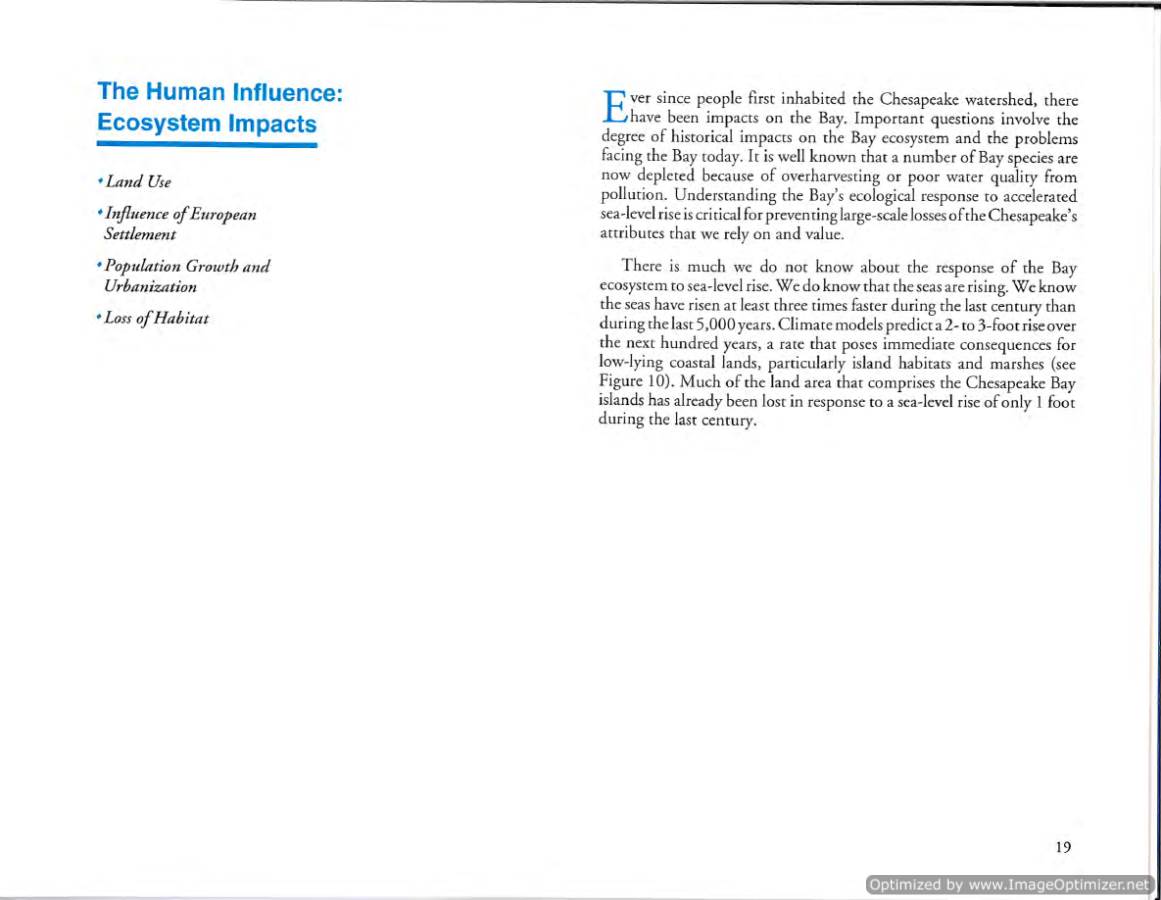 The Human Influence:
Ecosystem Impacts
• Land Use
• Influence of European
Settlement
• Population Growth and
Urbanization
• Loss of Habitat
Ever since people first inhabited the Chesapeake watershed, there
have been impacts on the Bay. Important questions involve the
degree of historical impacts on the Bay ecosystem and the problems
facing the Bay today. It is well known that a number of Bay species are
now depleted because of overharvesting or poor water quality from
pollution. Understanding the Bay's ecological response to accelerated
sea-level rise is critical for preventing large-scale losses of the Chesapeake's
attributes that we rely on and value.
There is much we do not know about the response of the Bay
ecosystem to sea-level rise. We do know that the seas are rising. We know
the seas have risen at least three times faster during the last century than
during the last 5,000 years. Climate models predict a 2- to 3-foot rise over
the next hundred years, a rate that poses immediate consequences for
low-lying coastal lands, particularly island habitats and marshes (see
Figure 10). Much of the land area that comprises the Chesapeake Bay
islands has already been lost in response to a sea-level rise of only 1 foot
during the last century.
19
Optimized by www.ImageOptimizer.net